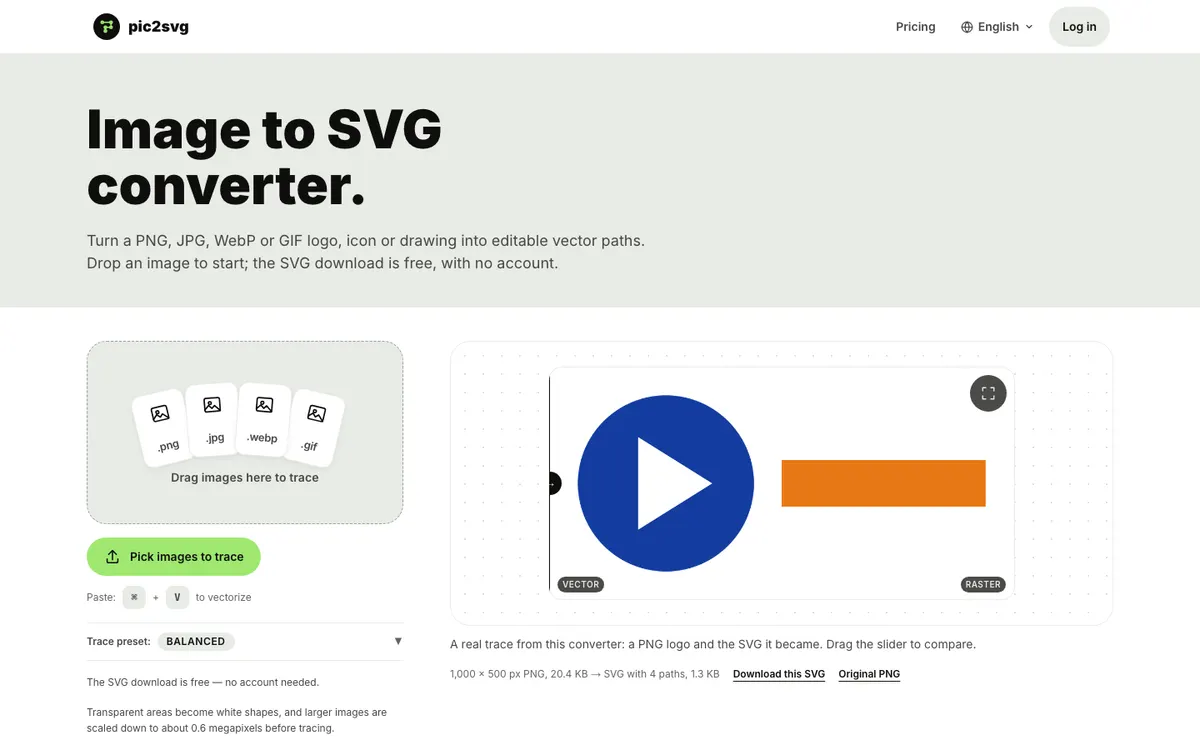 pic2svg
Pricing
English
Log in
Image to SVG
converter.
Turn a PNG, JPG, WebP or GIF logo, icon or drawing into editable vector paths.
Drop an image to start; the SVG download is free, with no account.
.png
.jpg
.webp
.gif
Drag images here to trace
Pick images to trace
Paste: ⌘ + V to vectorize
Trace preset: BALANCED ▼
The SVG download is free — no account needed.
Transparent areas become white shapes, and larger images are
scaled down to about 0.6 megapixels before tracing.
VECTOR
RASTER
A real trace from this converter: a PNG logo and the SVG it became. Drag the slider to compare.
1,000 × 500 px PNG, 20.4 KB → SVG with 4 paths, 1.3 KB Download this SVG Original PNG